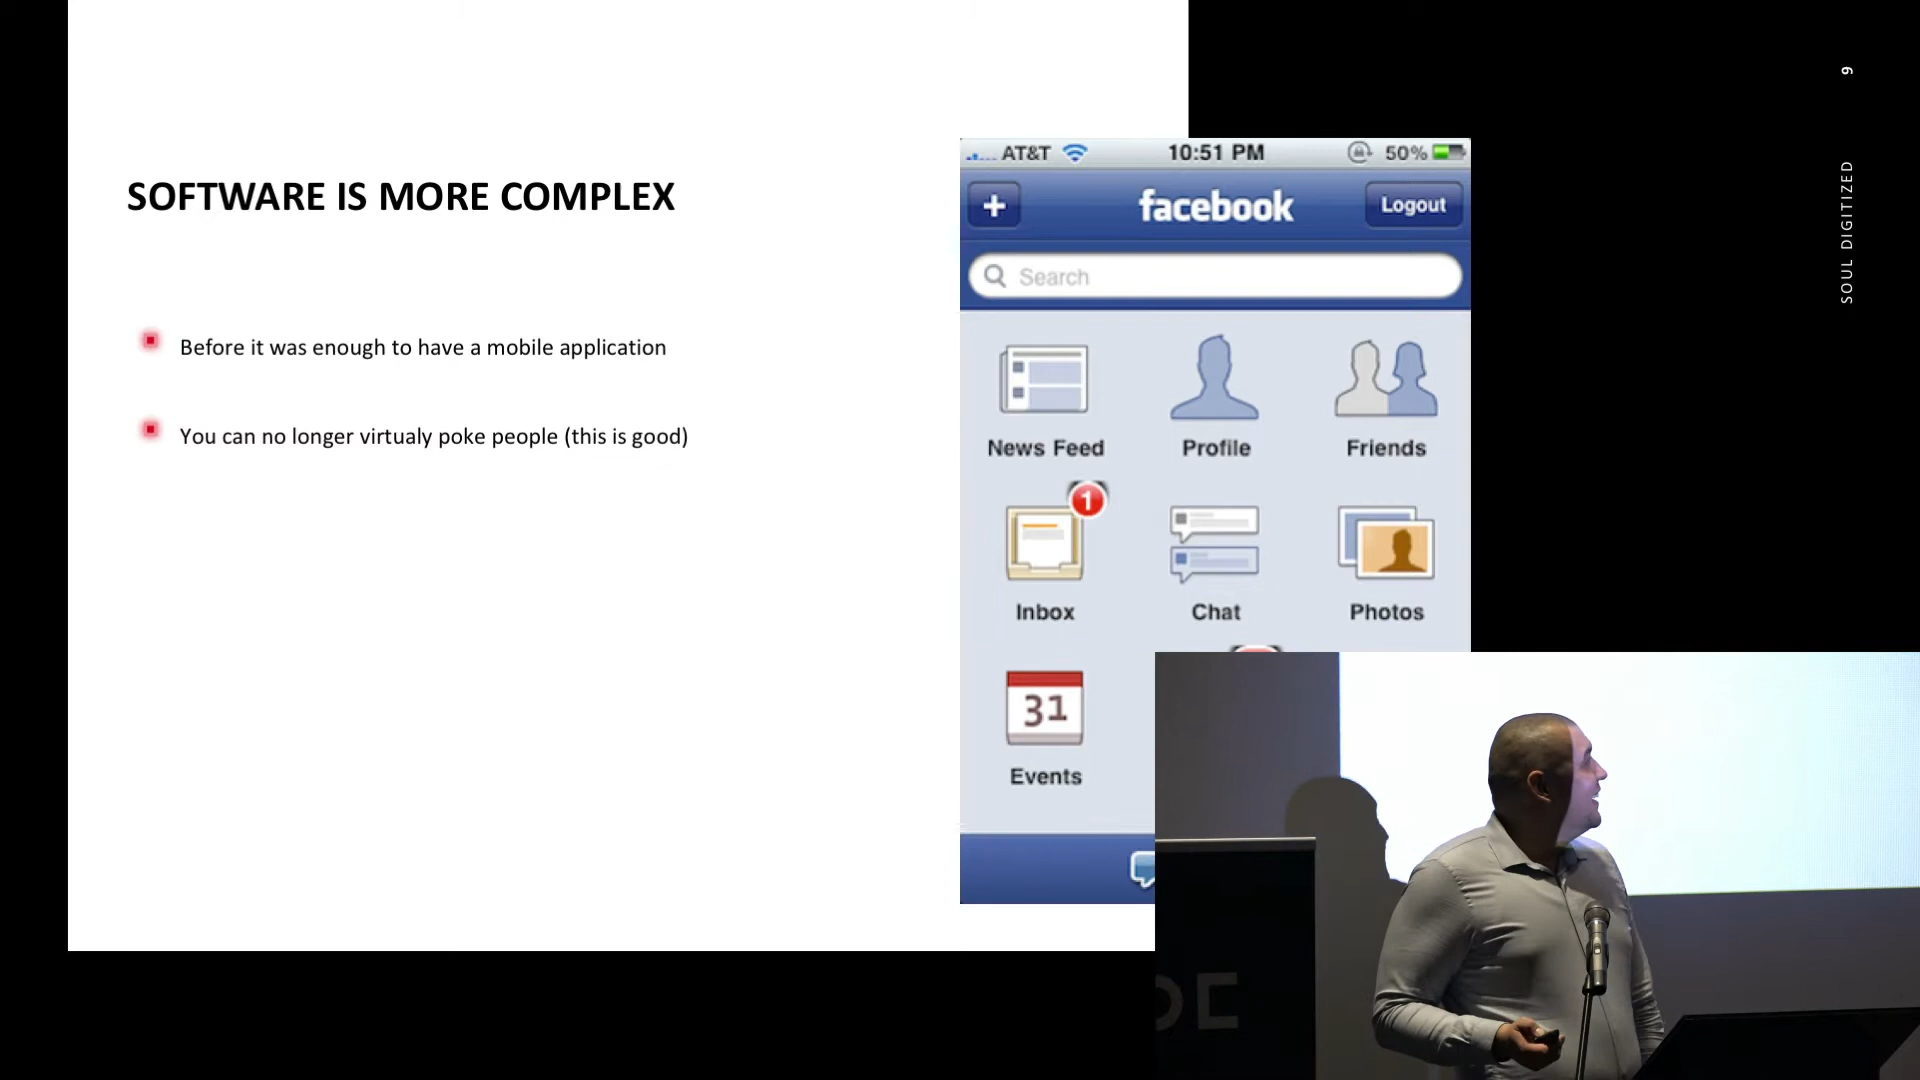 SOFTWARE IS MORE COMPLEX
Before it was enough to have a mobile application
You can no longer virtualy poke people (this is good)
AT&T 10:51 PM 50%
+ facebook Logout
Search
News Feed Profile Friends
1
Inbox Chat Photos
31
Events
9
SOUL DIGITIZED